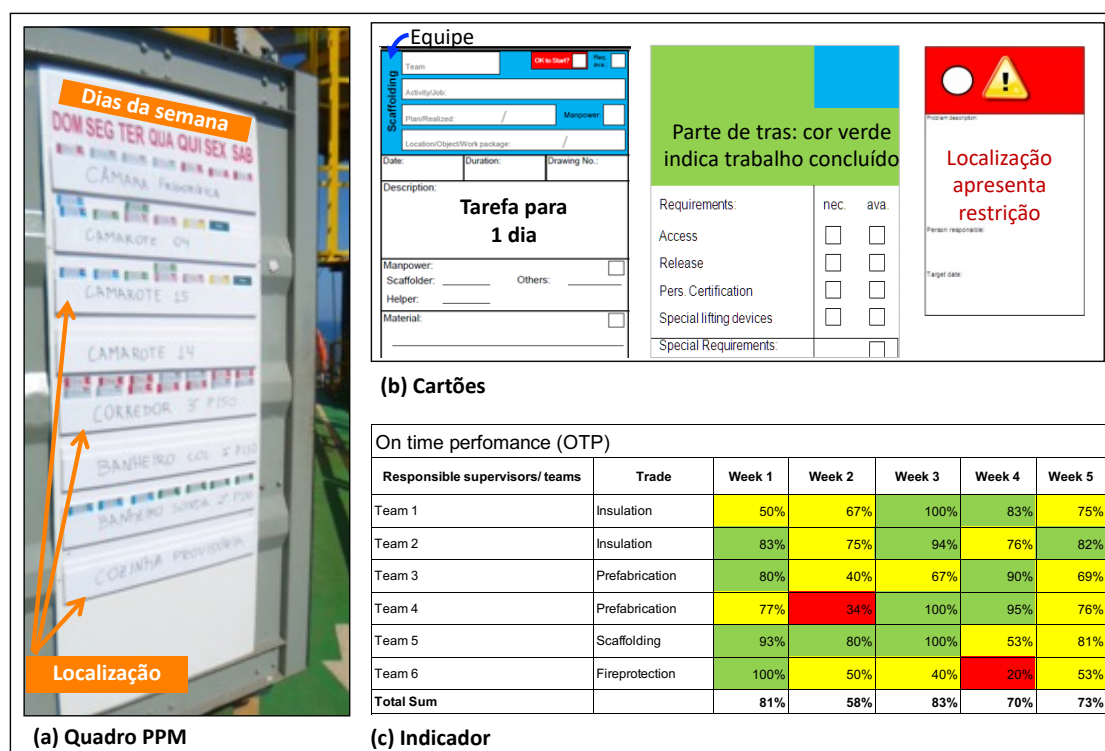 Dias da semana
DOM SEG TER QUA QUI SEX SAB
CÂMARA FRIGORÍFICA
CAMAROTE 04
CAMAROTE 15
CAMAROTE 14
CORREDOR 3º PISO
BANHEIRO COL 2º PISO
BANHEIRO SONDA 2º PISO
COZINHA PROVISÓRIA
Localização
(a) Quadro PPM
Equipe
Scaffolding
Team
OK to Start?
Req. ava.:
Activity/Job:
Plan/Realized: /
Manpower:
Location/Object/Work package: /
Date: Duration: Drawing No.:
Description:
Tarefa para
1 dia
Manpower:
Scaffolder: Others:
Helper:
Material:
Parte de tras: cor verde
indica trabalho concluído
Requirements: nec. ava.
Access
Release
Pers. Certification
Special lifting devices
Special Requirements:
Problem description:
Localização
apresenta
restrição
Person responsible:
Target date:
(b) Cartões
On time perfomance (OTP)
Responsible supervisors/ teams Trade Week 1 Week 2 Week 3 Week 4 Week 5
Team 1 Insulation 50% 67% 100% 83% 75%
Team 2 Insulation 83% 75% 94% 76% 82%
Team 3 Prefabrication 80% 40% 67% 90% 69%
Team 4 Prefabrication 77% 34% 100% 95% 76%
Team 5 Scaffolding 93% 80% 100% 53% 81%
Team 6 Fireprotection 100% 50% 40% 20% 53%
Total Sum 81% 58% 83% 70% 73%
(c) Indicador